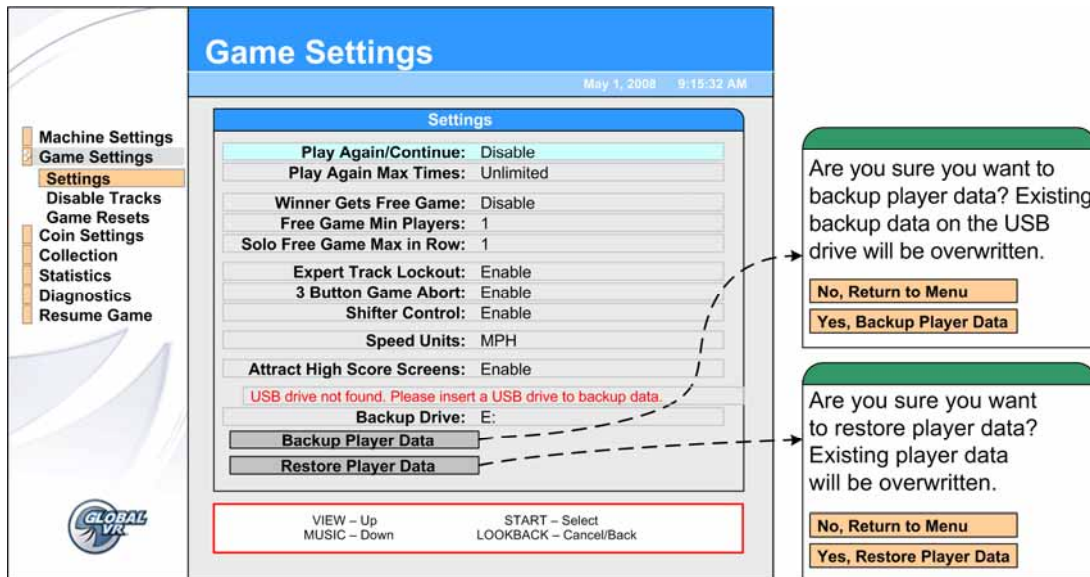 Game Settings
May 1, 2008 9:15:32 AM
Machine Settings
Game Settings
Settings
Disable Tracks
Game Resets
Coin Settings
Collection
Statistics
Diagnostics
Resume Game
GLOBAL
VR
Settings
Play Again/Continue: Disable
Play Again Max Times: Unlimited
Winner Gets Free Game: Disable
Free Game Min Players: 1
Solo Free Game Max in Row: 1
Expert Track Lockout: Enable
3 Button Game Abort: Enable
Shifter Control: Enable
Speed Units: MPH
Attract High Score Screens: Enable
USB drive not found. Please insert a USB drive to backup data.
Backup Drive: E:
Backup Player Data
Restore Player Data
VIEW – Up START – Select
MUSIC – Down LOOKBACK – Cancel/Back
Are you sure you want to
backup player data? Existing
backup data on the USB
drive will be overwritten.
No, Return to Menu
Yes, Backup Player Data
Are you sure you want
to restore player data?
Existing player data
will be overwritten.
No, Return to Menu
Yes, Restore Player Data